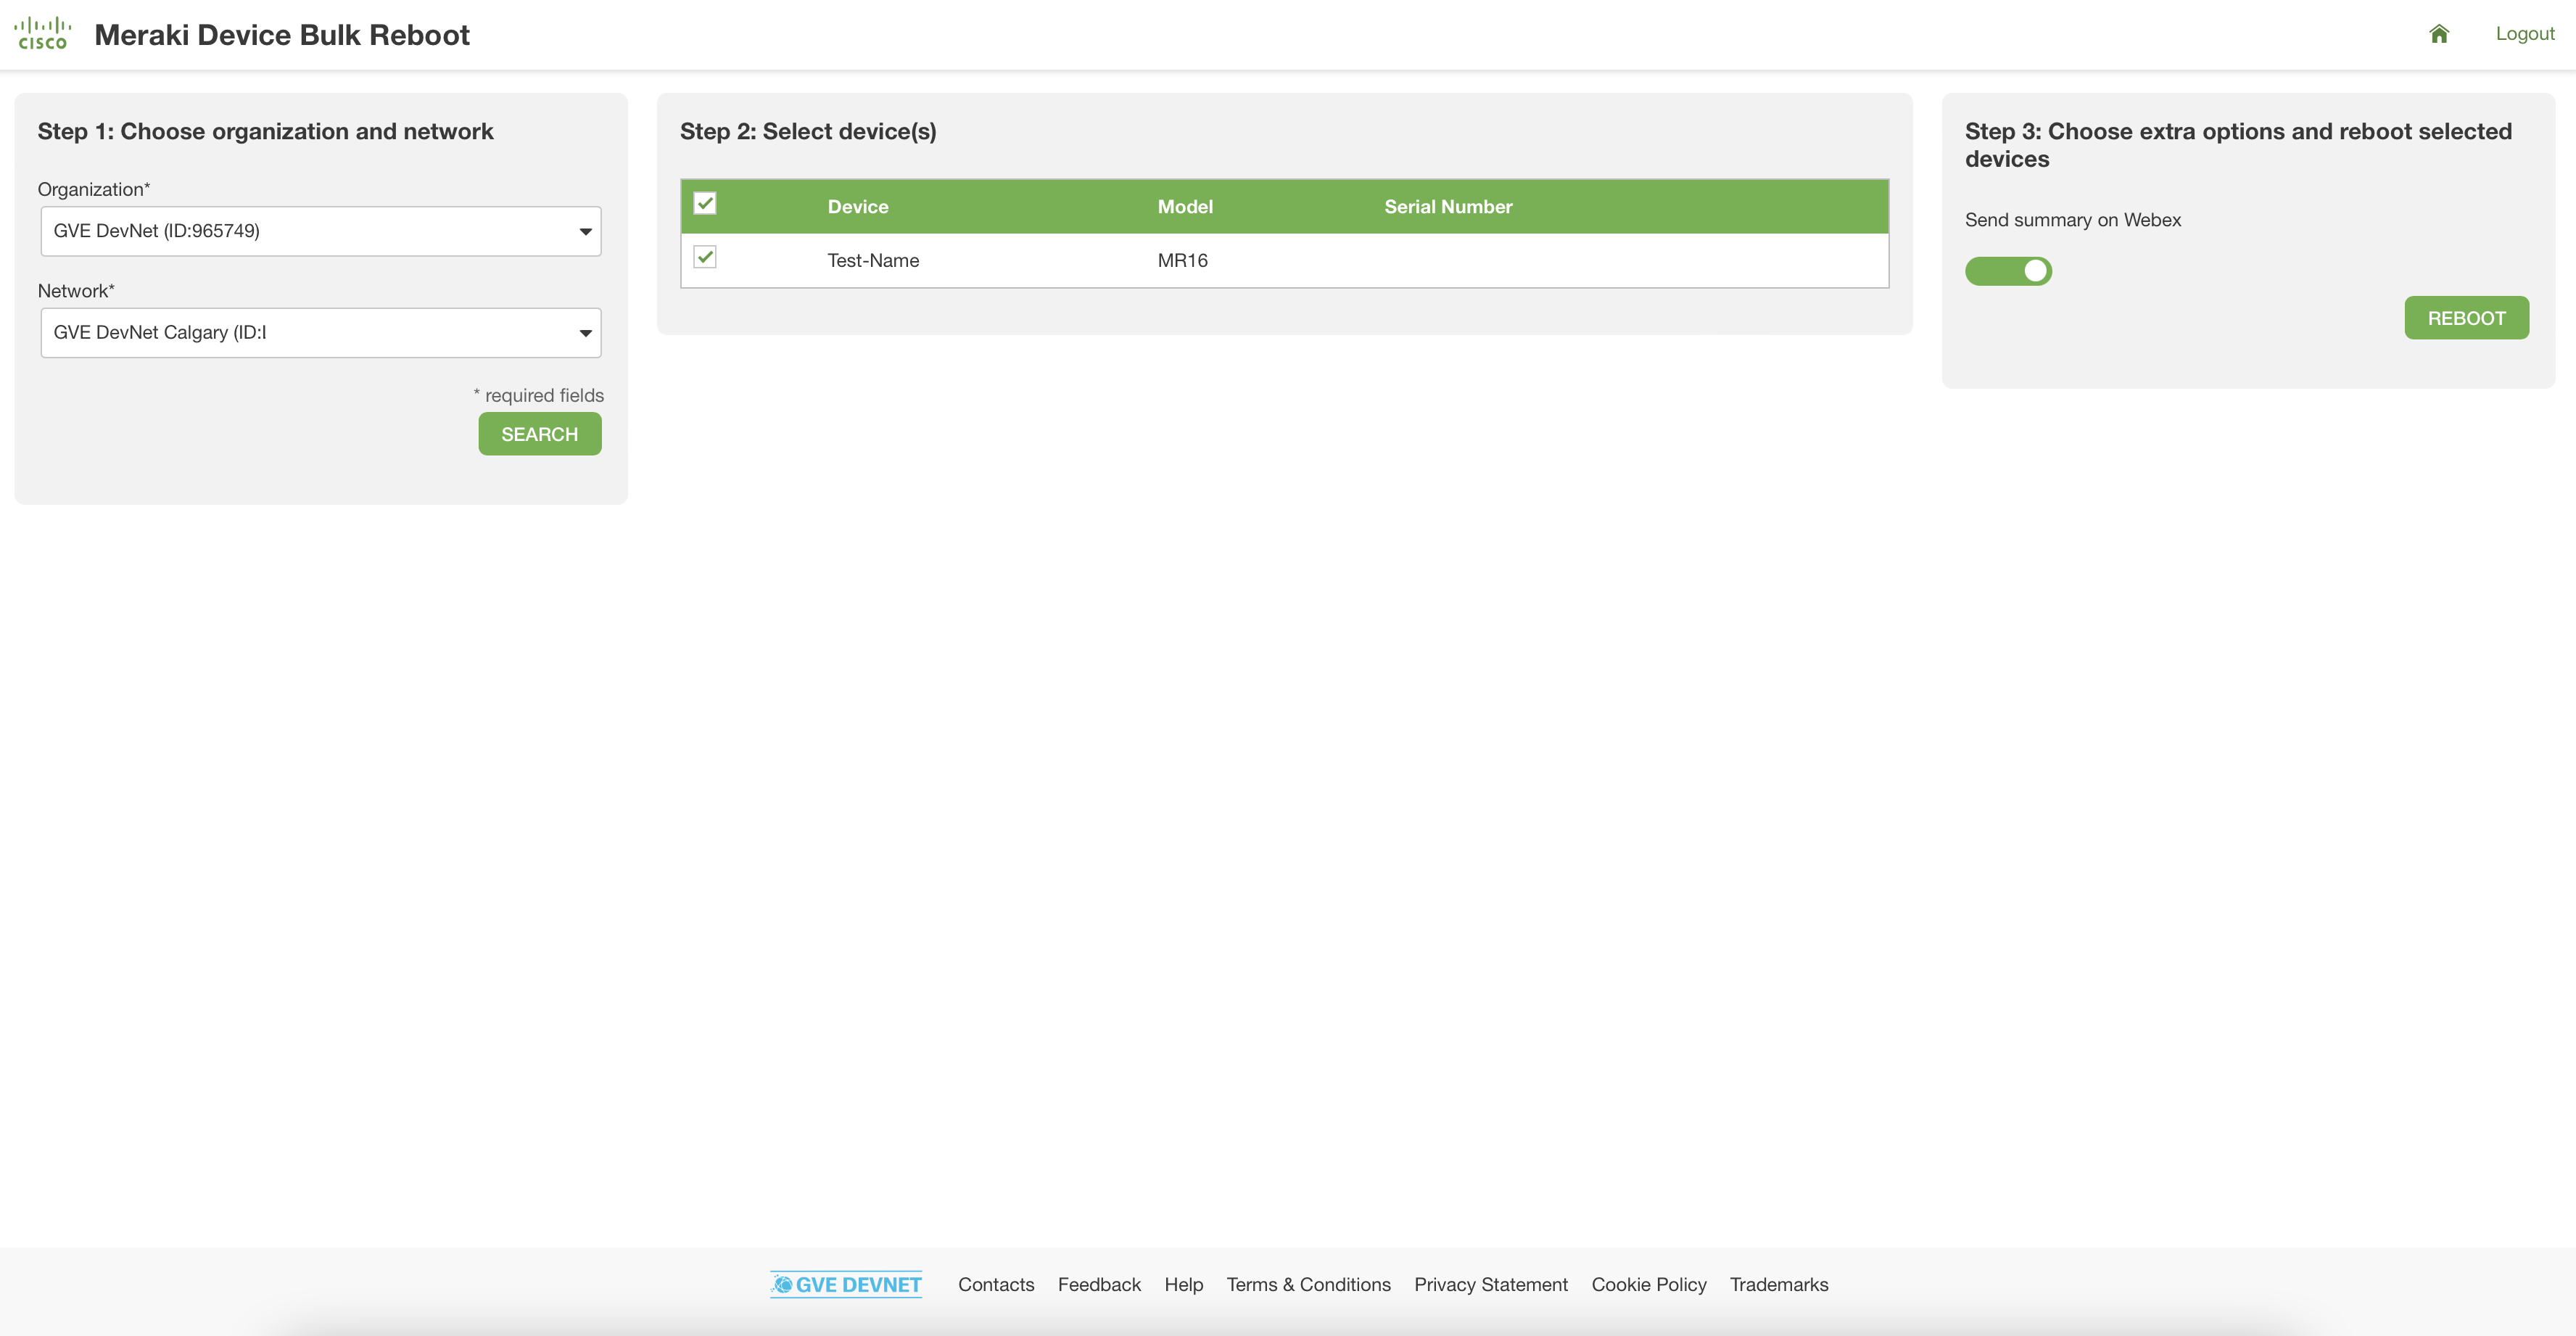 CISCO
Meraki Device Bulk Reboot
Logout
Step 1: Choose organization and network
Organization*
GVE DevNet (ID:965749)
Network*
GVE DevNet Calgary (ID:I
* required fields
SEARCH
Step 2: Select device(s)
Device Model Serial Number
Test-Name MR16
Step 3: Choose extra options and reboot selected
devices
Send summary on Webex
REBOOT
GVE DEVNET Contacts Feedback Help Terms & Conditions Privacy Statement Cookie Policy Trademarks